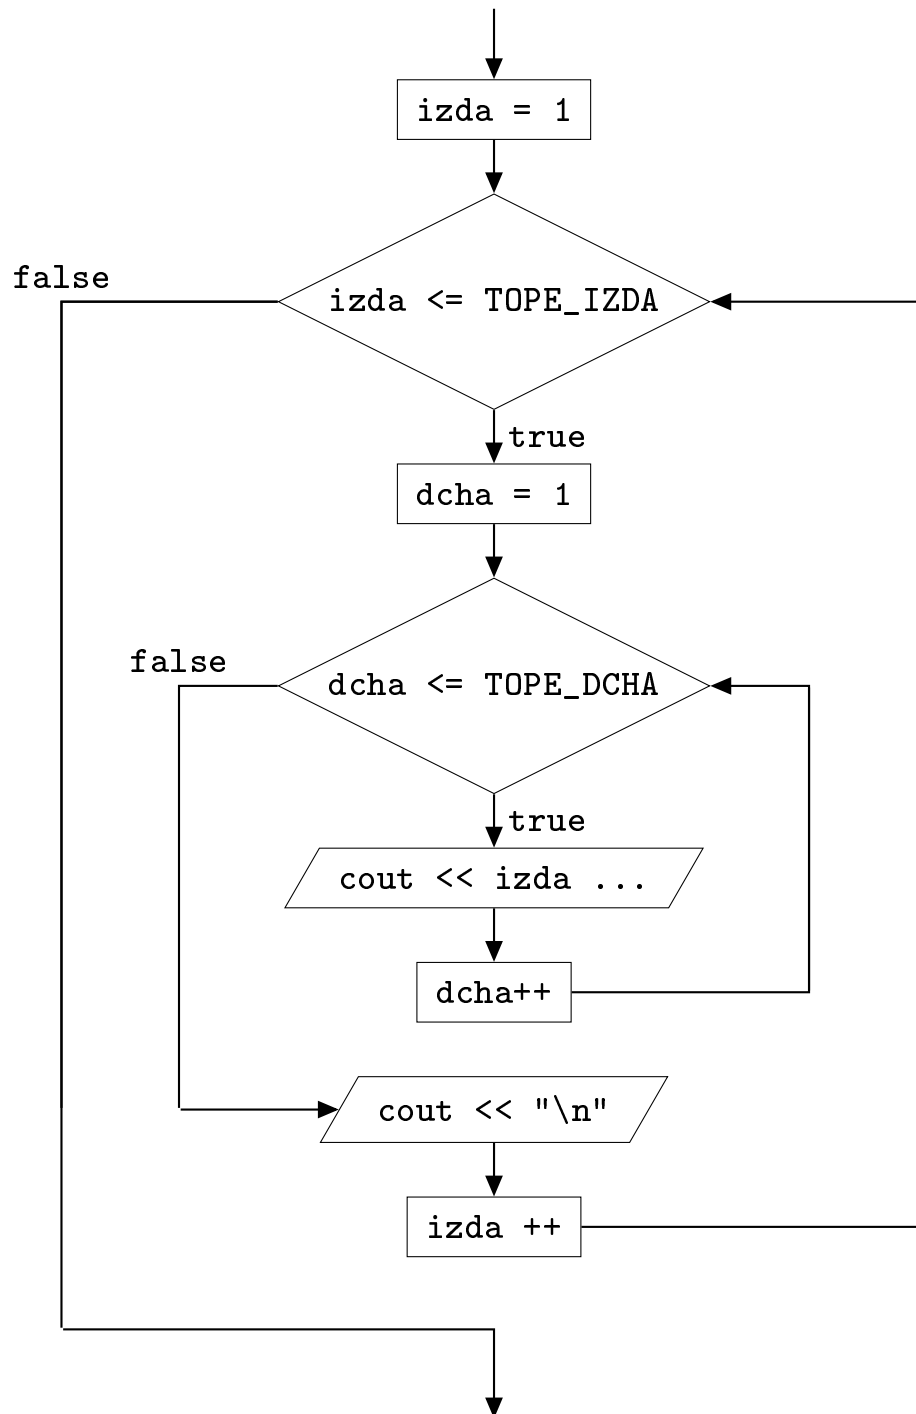 izda = 1
false
izda <= TOPE_IZDA
true
dcha = 1
false
dcha <= TOPE_DCHA
true
cout << izda ...
dcha++
cout << "\n"
izda ++